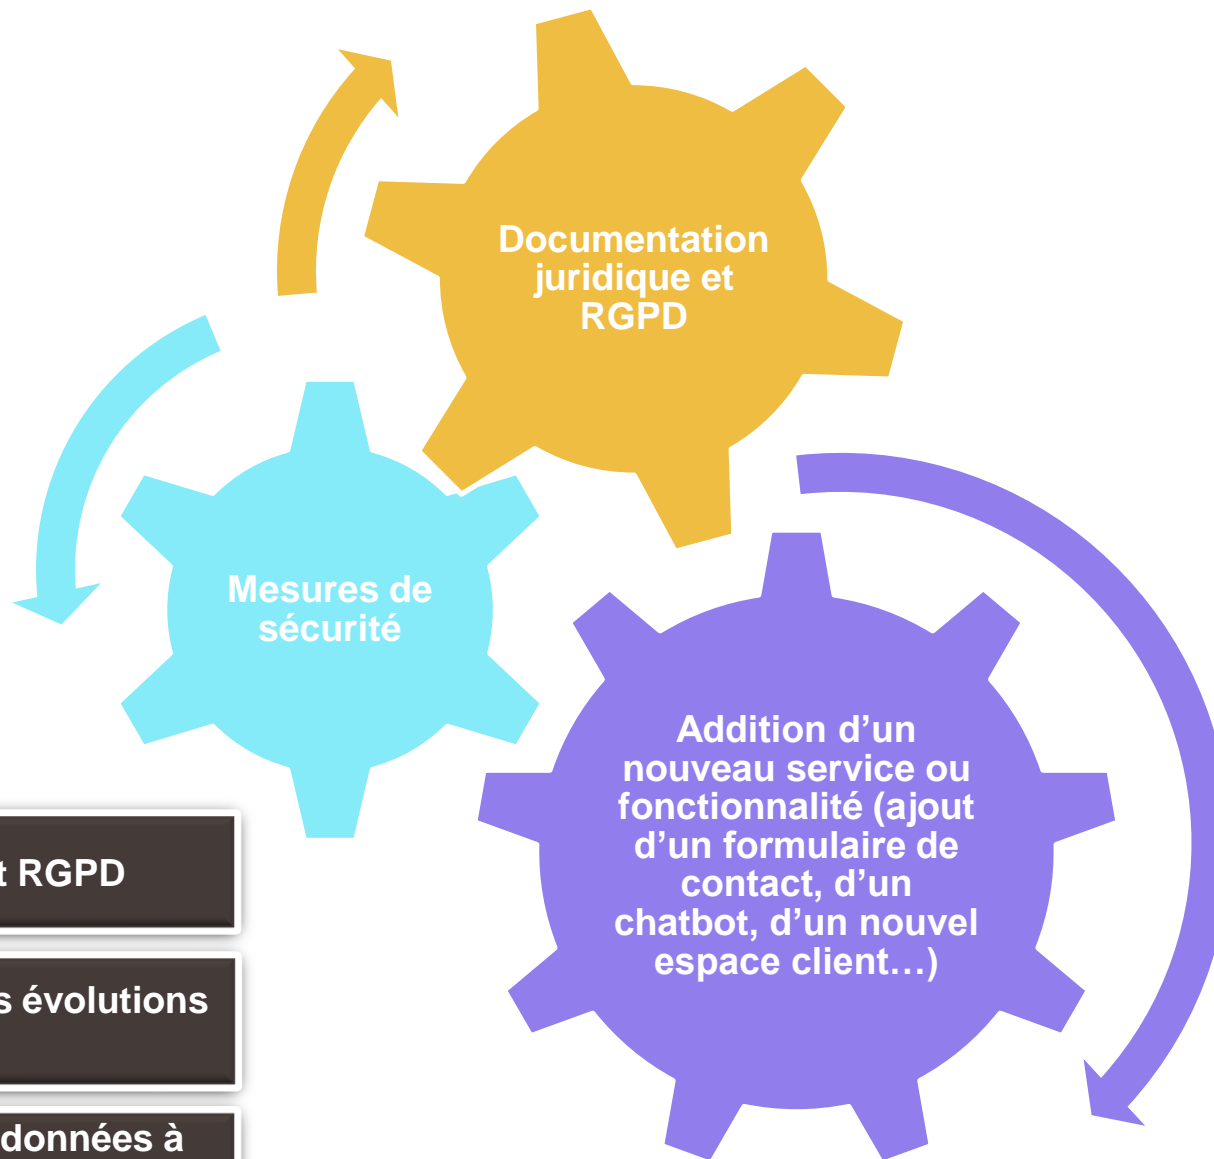 Documentation
juridique et
RGPD
Mesures de
sécurité
Addition d’un
nouveau service ou
fonctionnalité (ajout
d’un formulaire de
contact, d’un
chatbot, d’un nouvel
espace client…)
RGPD
évolutions
données à